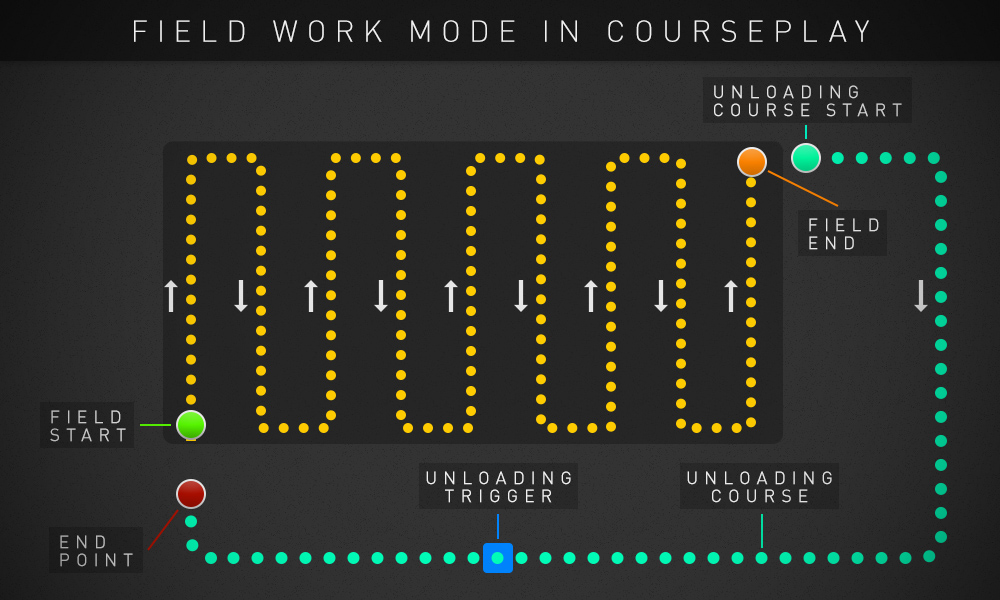 FIELD WORK MODE IN COURSEPLAY
UNLOADING
COURSE START
FIELD
END
FIELD
START
UNLOADING
TRIGGER
UNLOADING
COURSE
END
POINT